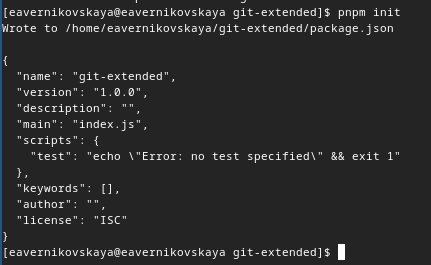 [eavernikovskaya@eavernikovskaya git-extended]$ pnpm init
Wrote to /home/eavernikovskaya/git-extended/package.json

{
  "name": "git-extended",
  "version": "1.0.0",
  "description": "",
  "main": "index.js",
  "scripts": {
    "test": "echo \"Error: no test specified\" && exit 1"
  },
  "keywords": [],
  "author": "",
  "license": "ISC"
}
[eavernikovskaya@eavernikovskaya git-extended]$